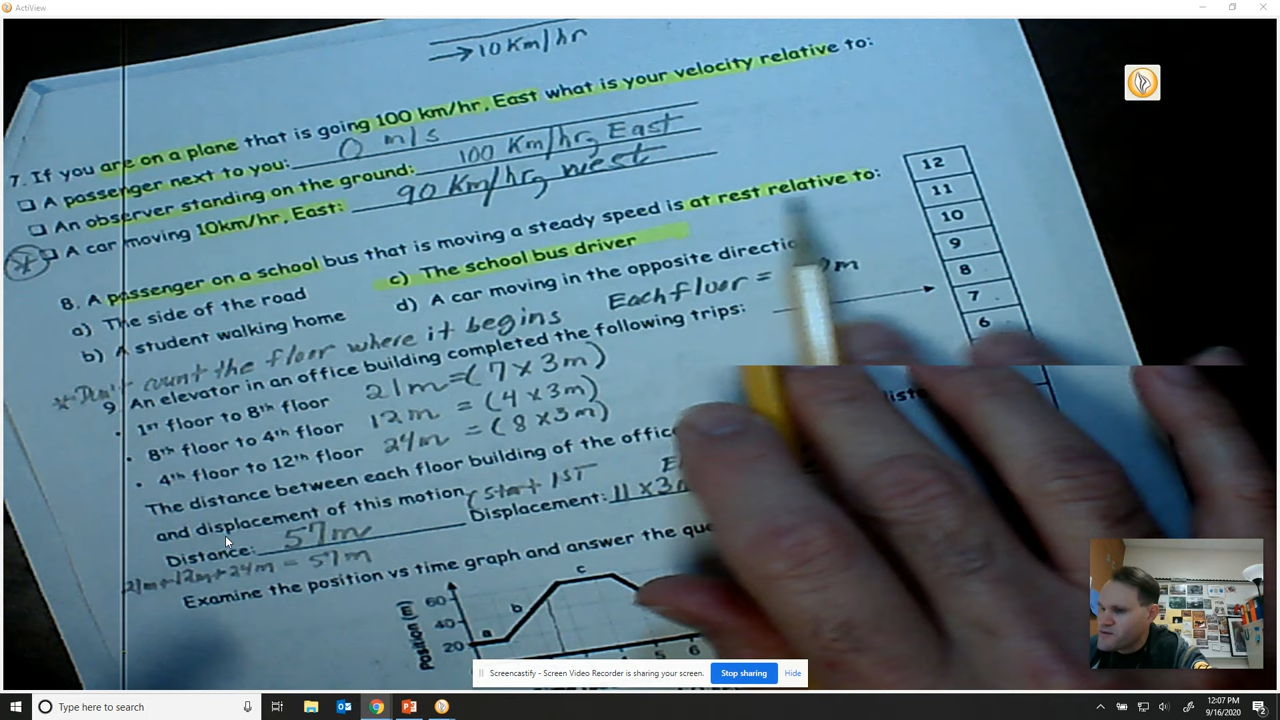 ActiView
→10 Km/hr
7. If you are on a plane that is going 100 km/hr, East what is your velocity relative to:
A passenger next to you: 0 m/s
An observer standing on the ground: 100 Km/hr, East
A car moving 10km/hr, East: 90 Km/hr, west
8. A passenger on a school bus that is moving a steady speed is at rest relative to:
a) The side of the road
c) The school bus driver
b) A student walking home
d) A car moving in the opposite directio
* Don't count the floor where it begins
Each floor = m
9. An elevator in an office building completed the following trips:
1st floor to 8th floor 21m = (7 x 3m)
8th floor to 4th floor 12m = (4 x 3m)
4th floor to 12th floor 24m = (8 x 3m)
The distance between each floor building of the office
and displacement of this motion (start 1ST
Distance: 57m Displacement: 11 x 3m
21m+12m+24m = 57m
Examine the position vs time graph and answer the que
12
11
10
9
8
7
6
Position (m)
60
40
20
a
b
c
4
5
6
Screencastify - Screen Video Recorder is sharing your screen.
Stop sharing
Hide
Type here to search
12:07 PM
9/16/2020
2